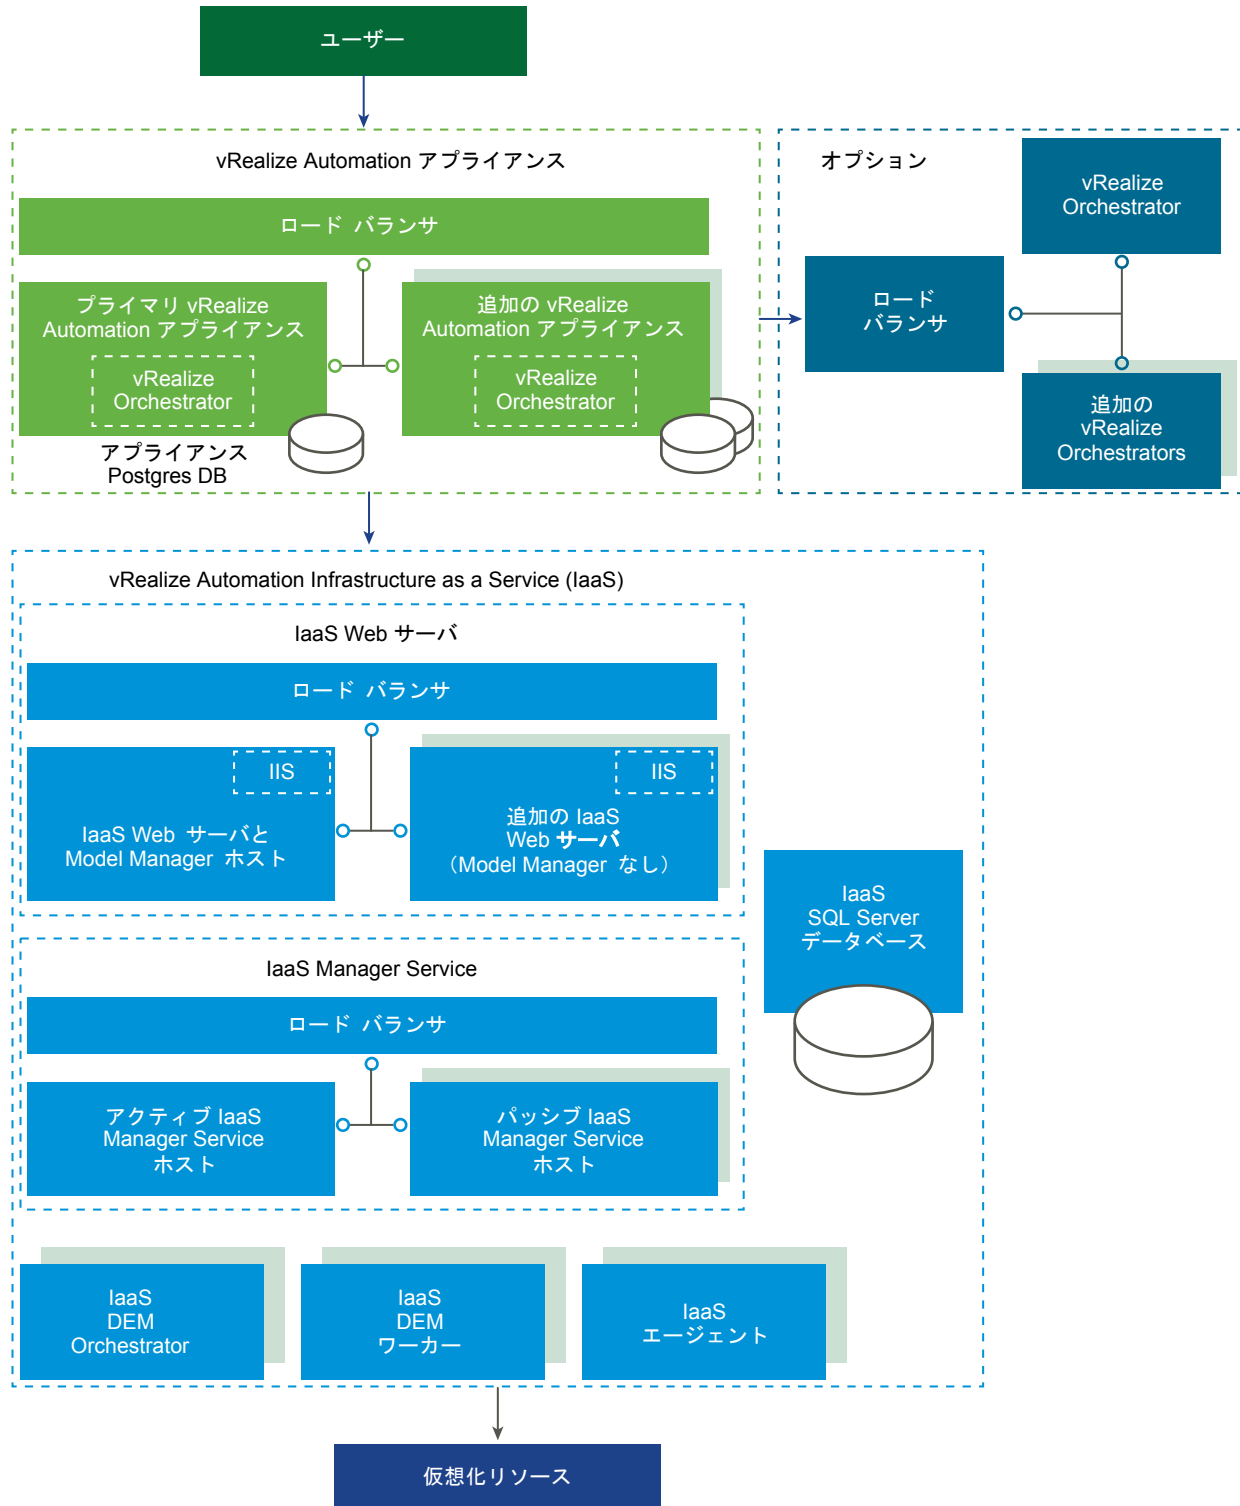 ユーザー
vRealize Automation アプライアンス
ロード バランサ
プライマリ vRealize
Automation アプライアンス
vRealize
Orchestrator
追加の vRealize
Automation アプライアンス
vRealize
Orchestrator
アプライアンス
Postgres DB
オプション
vRealize
Orchestrator
ロード
バランサ
追加の
vRealize
Orchestrators
vRealize Automation Infrastructure as a Service (IaaS)
IaaS Web サーバ
ロード バランサ
IIS
IaaS Web サーバと
Model Manager ホスト
IIS
追加の IaaS
Web サーバ
（Model Manager なし）
IaaS
SQL Server
データベース
IaaS Manager Service
ロード バランサ
アクティブ IaaS
Manager Service
ホスト
パッシブ IaaS
Manager Service
ホスト
IaaS
DEM
Orchestrator
IaaS
DEM
ワーカー
IaaS
エージェント
仮想化リソース